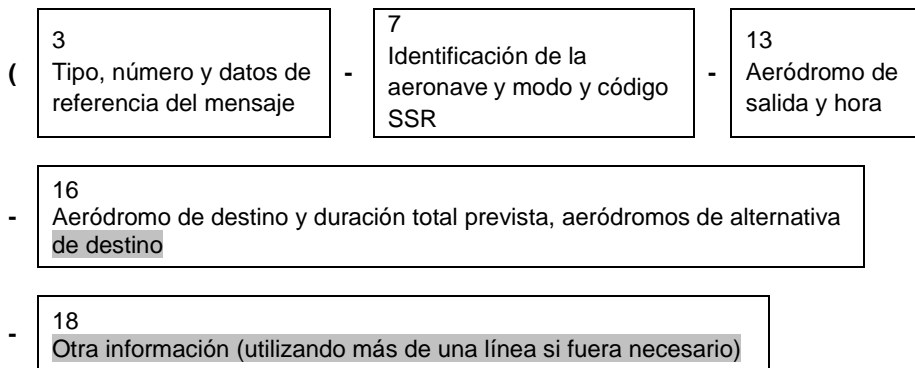 3
Tipo, número y datos de
referencia del mensaje
(
-
7
Identificación de la
aeronave y modo y código
SSR
-
13
Aeródromo de
salida y hora
-
16
Aeródromo de destino y duración total prevista, aeródromos de alternativa
de destino
-
18
Otra información (utilizando más de una línea si fuera necesario)